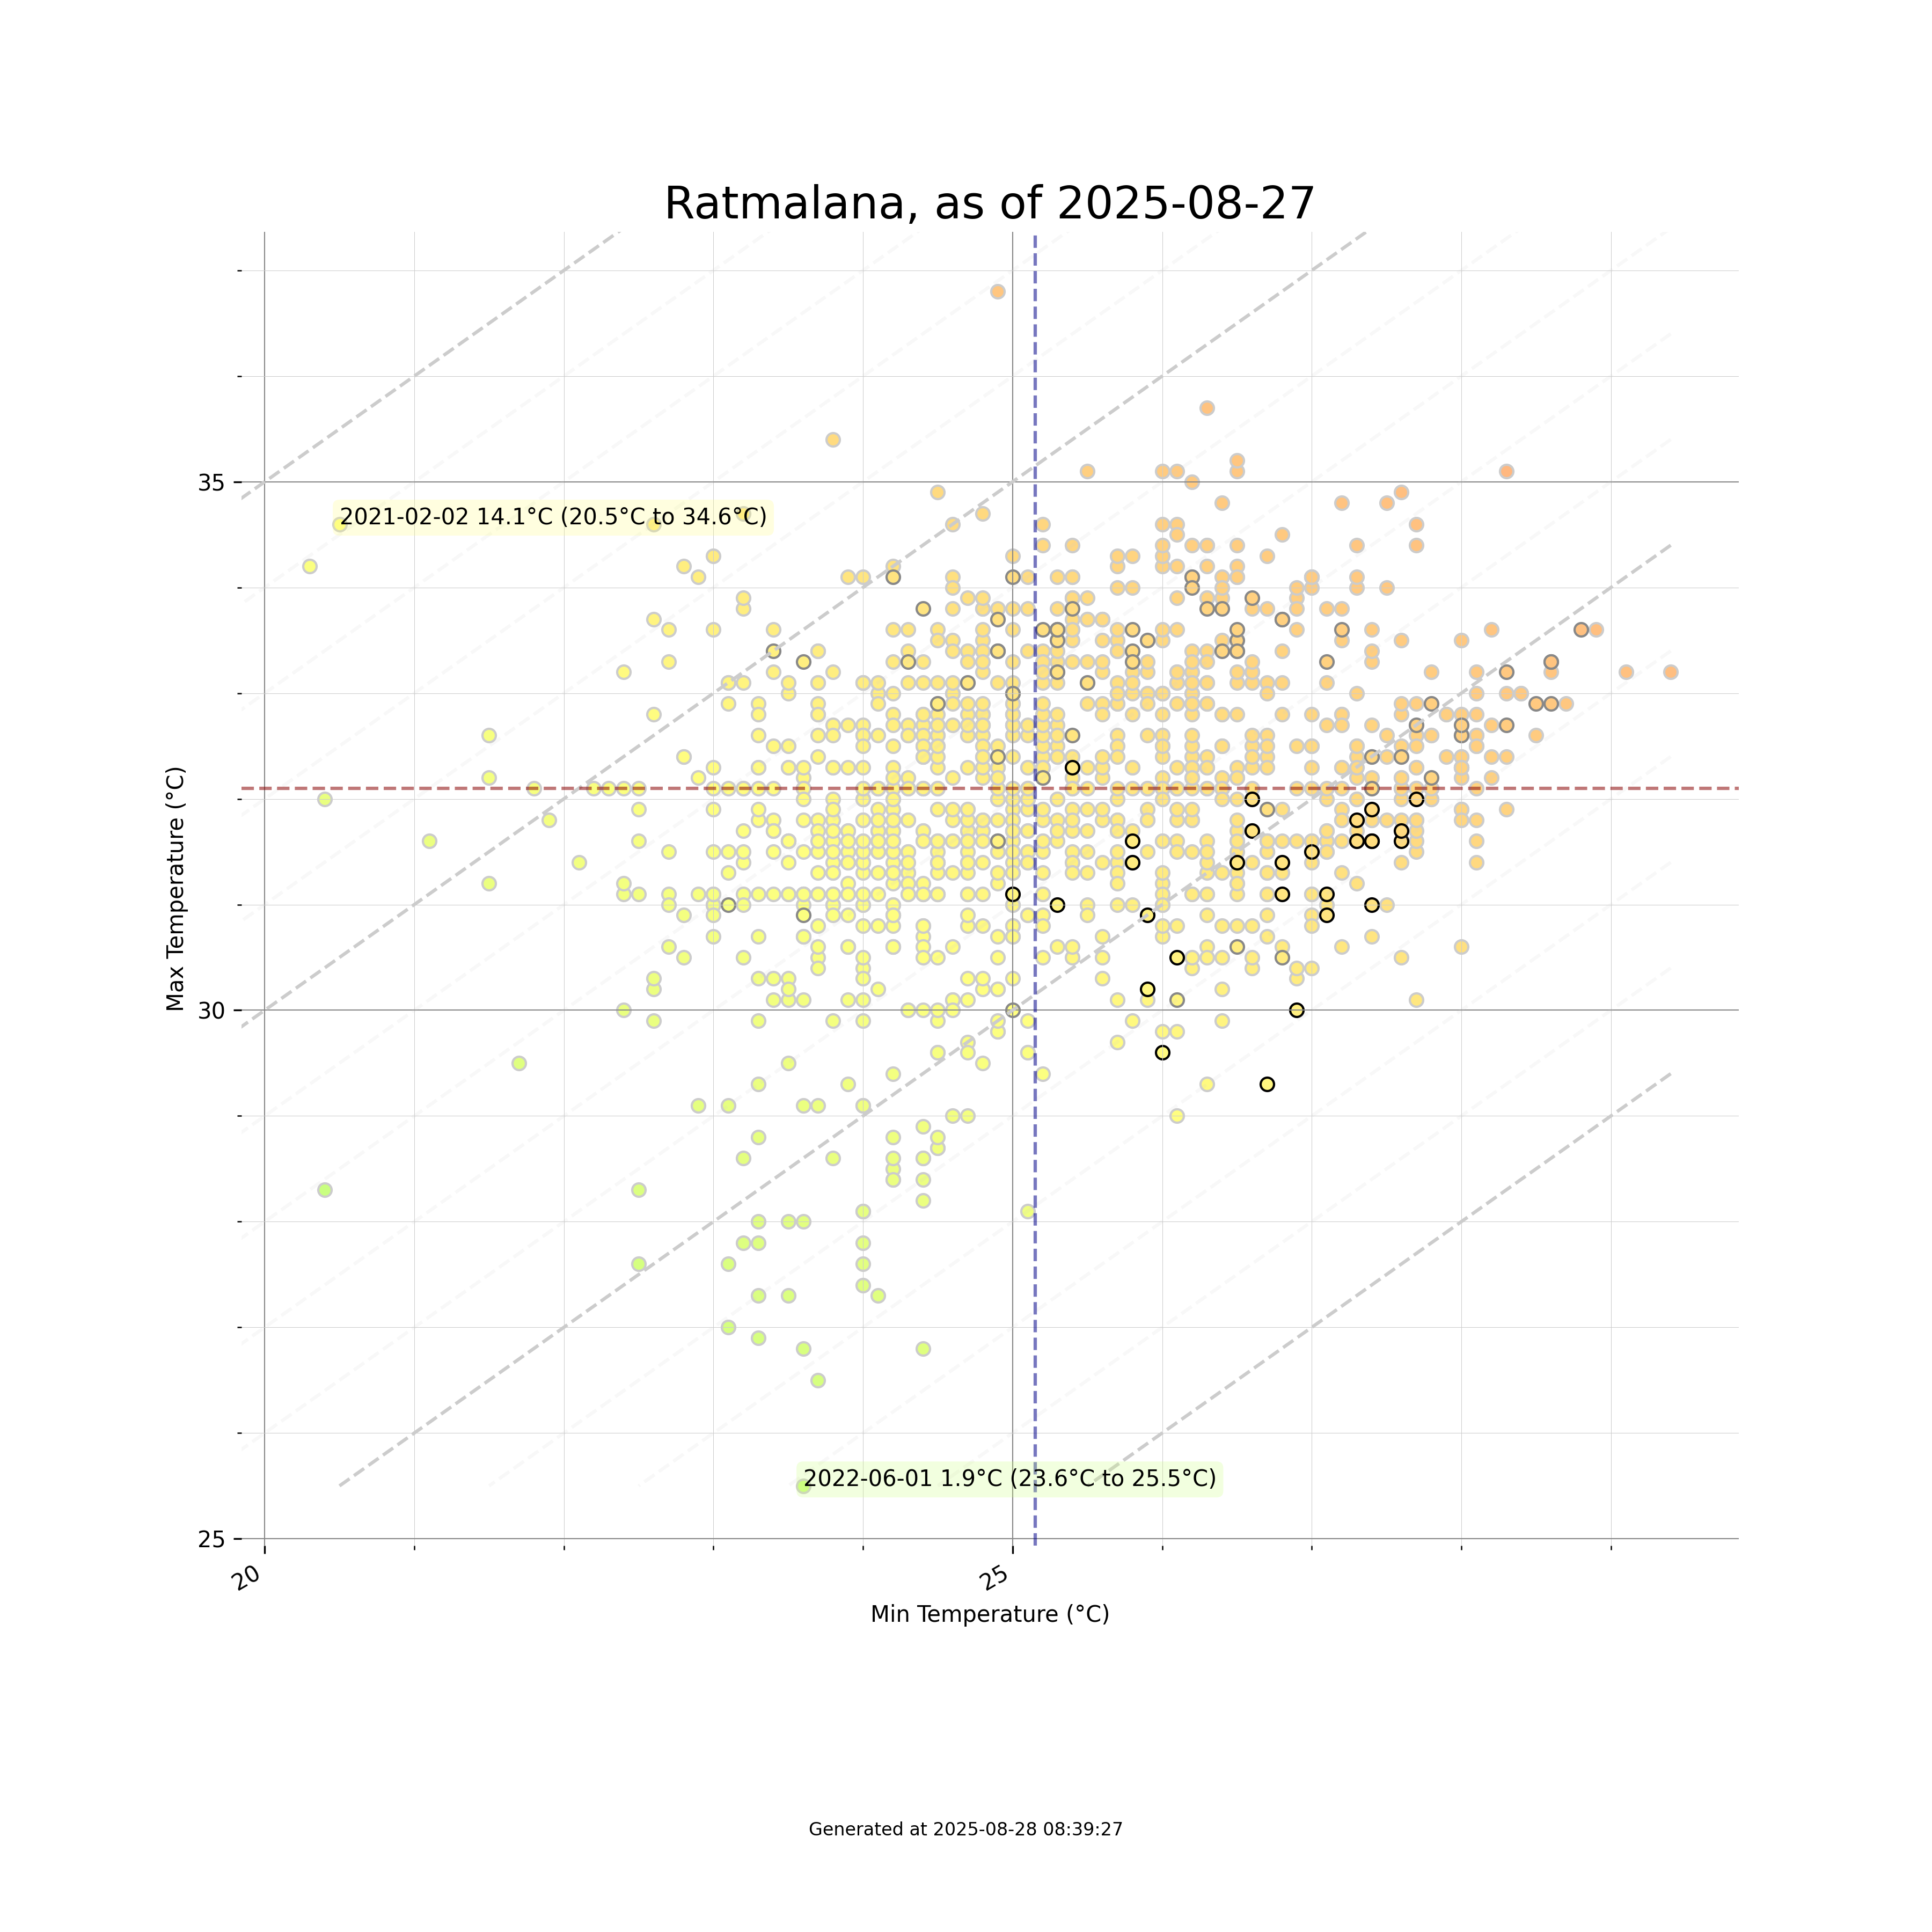 Ratmalana, as of 2025-08-27
35
2021-02-02 14.1°C (20.5°C to 34.6°C)
Max Temperature (°C)
30
2022-06-01 1.9°C (23.6°C to 25.5°C)
25
20
25
Min Temperature (°C)
Generated at 2025-08-28 08:39:27